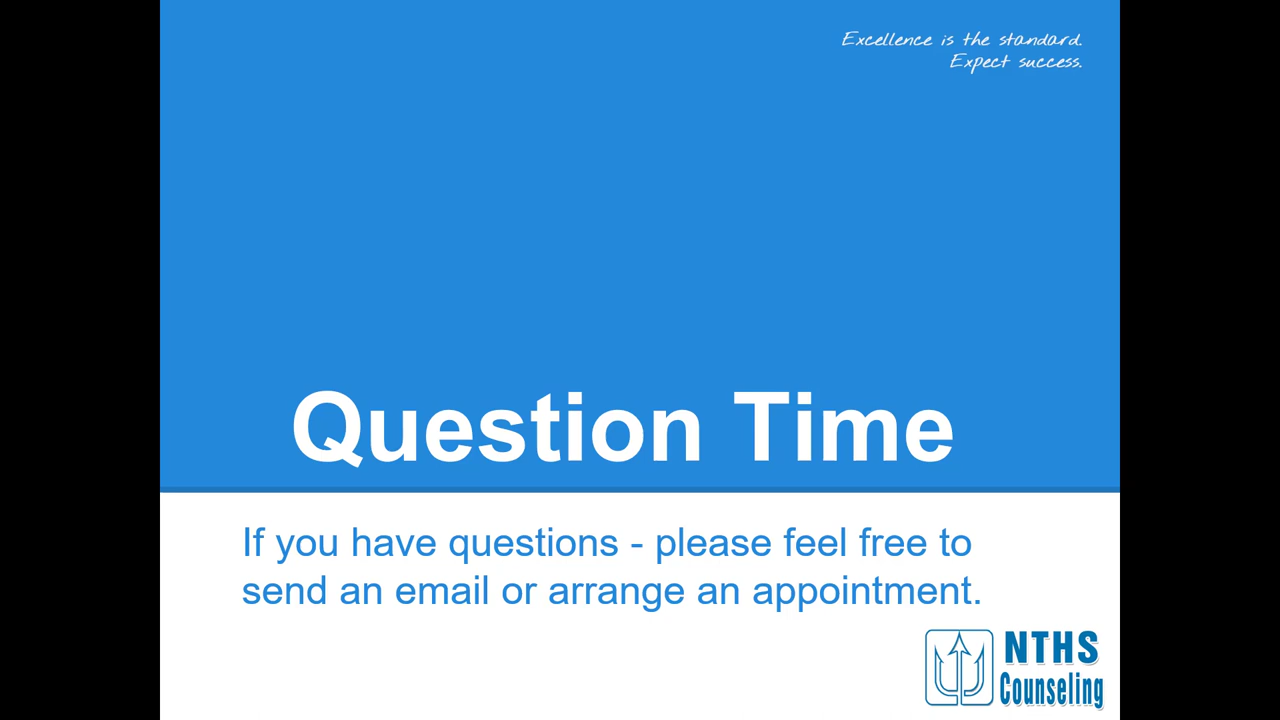 Excellence is the standard.
Expect success.
Question Time
If you have questions - please feel free to
send an email or arrange an appointment.
NTHS
Counseling